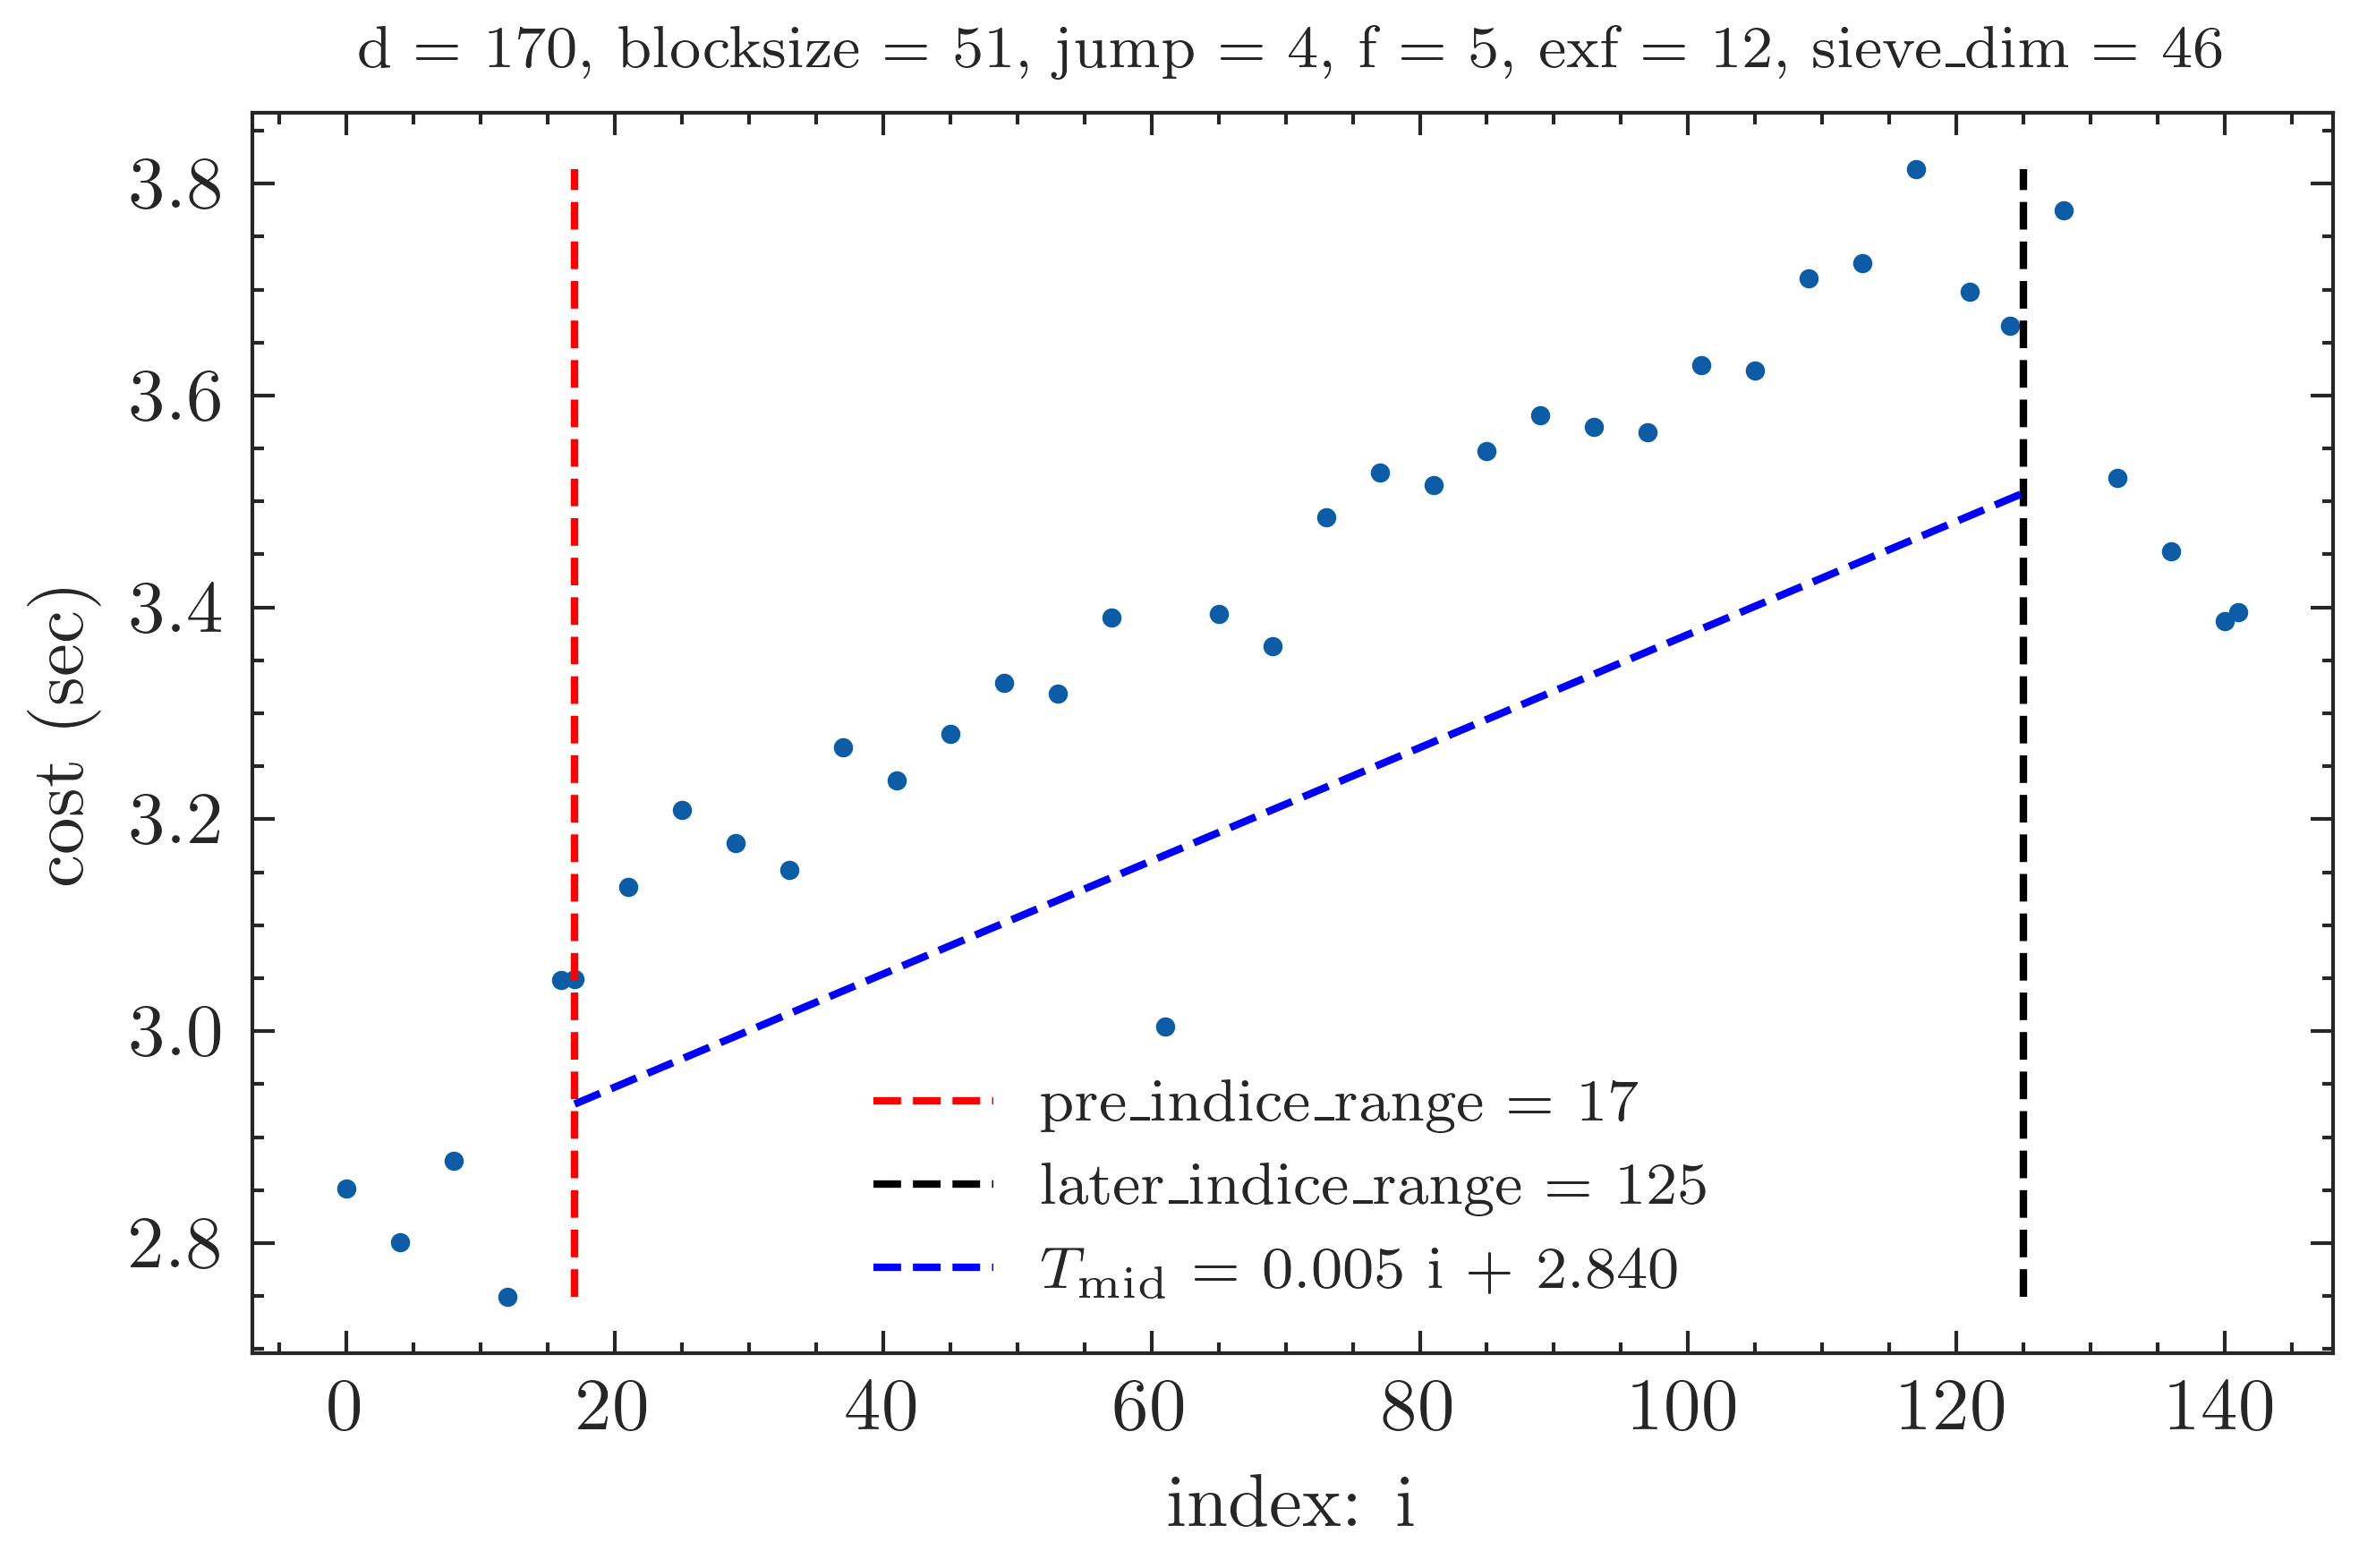 d = 170, blocksize = 51, jump = 4, f = 5, exf = 12, sieve_dim = 46
3.8
3.6
3.4
3.2
3.0
2.8
cost (sec)
pre_indice_range = 17
later_indice_range = 125
T_mid = 0.005 i + 2.840
0 20 40 60 80 100 120 140
index: i